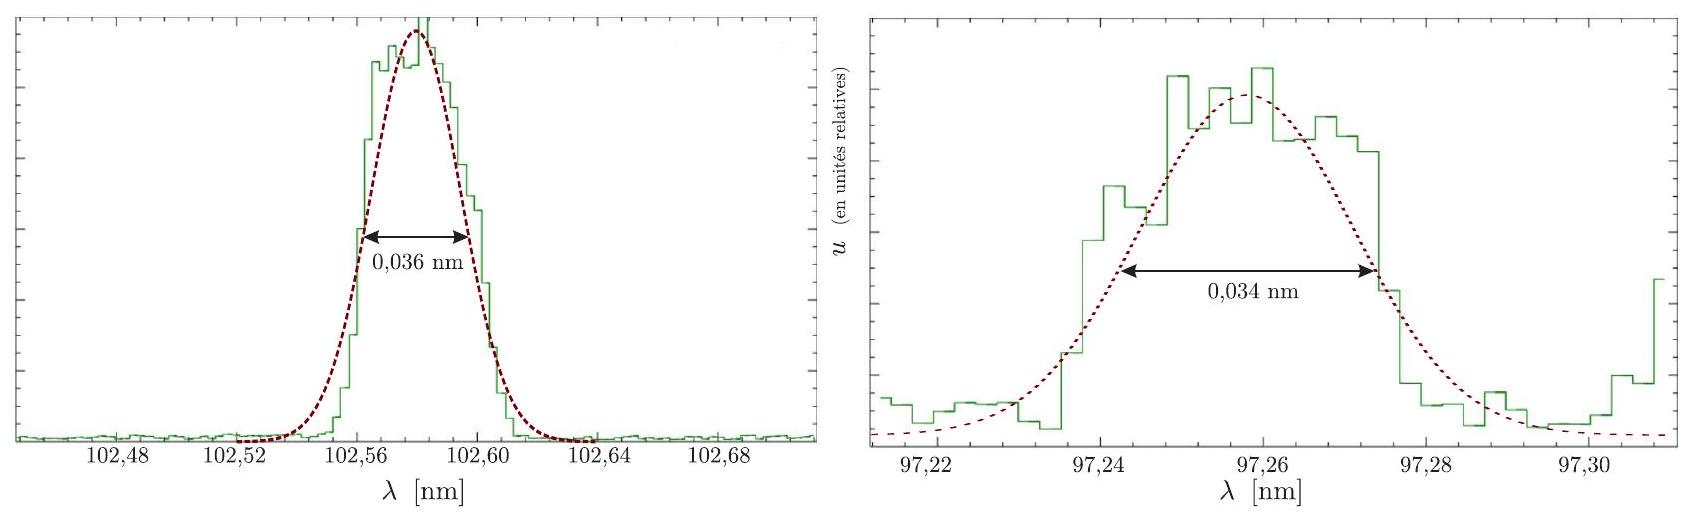 0,036 nm
102,48 102,52 102,56 102,60 102,64 102,68
λ [nm]
u (en unités relatives)
0,034 nm
97,22 97,24 97,26 97,28 97,30
λ [nm]